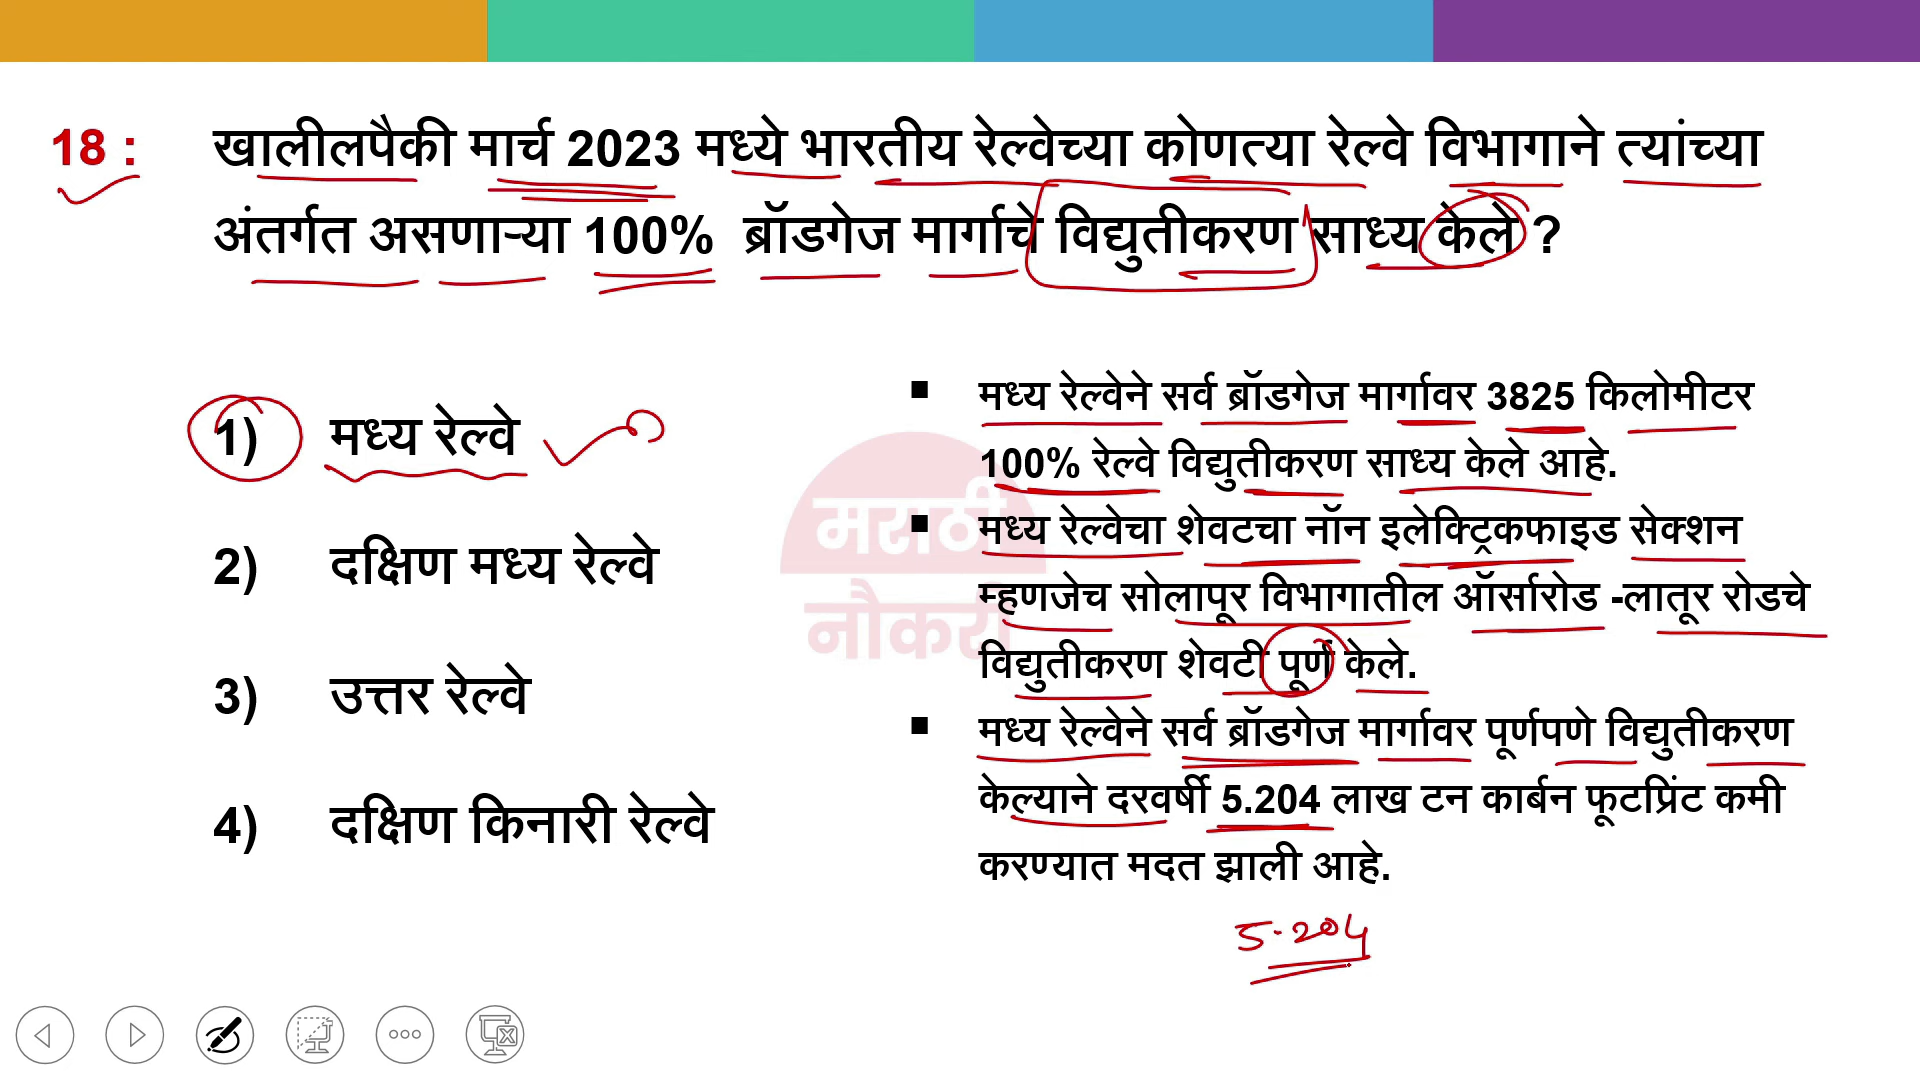 18 : खालीलपैकी मार्च 2023 मध्ये भारतीय रेल्वेच्या कोणत्या रेल्वे विभागाने त्यांच्या
अंतर्गत असणाऱ्या 100% ब्रॉडगेज मार्गाचे विद्युतीकरण साध्य केले ?
1) मध्य रेल्वे
2) दक्षिण मध्य रेल्वे
3) उत्तर रेल्वे
4) दक्षिण किनारी रेल्वे
मराठी
नौकरी
▪ मध्य रेल्वेने सर्व ब्रॉडगेज मार्गावर 3825 किलोमीटर
100% रेल्वे विद्युतीकरण साध्य केले आहे.
▪ मध्य रेल्वेचा शेवटचा नॉन इलेक्ट्रिकफाइड सेक्शन
म्हणजेच सोलापूर विभागातील ऑर्सारोड -लातूर रोडचे
विद्युतीकरण शेवटी पूर्ण केले.
▪ मध्य रेल्वेने सर्व ब्रॉडगेज मार्गावर पूर्णपणे विद्युतीकरण
केल्याने दरवर्षी 5.204 लाख टन कार्बन फूटप्रिंट कमी
करण्यात मदत झाली आहे.
5.204